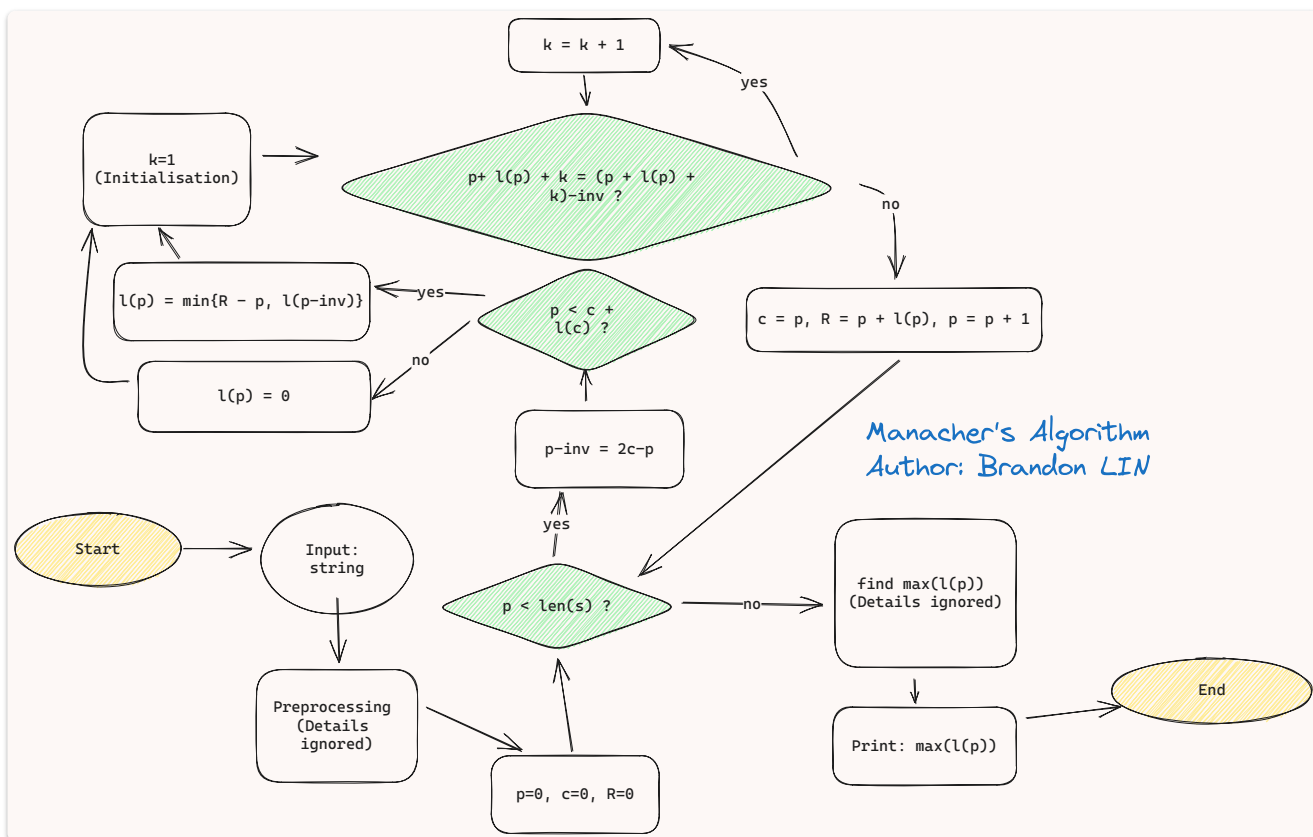 k = k + 1
yes
k=1
(Initialisation)
p+ l(p) + k = (p + l(p) +
k)-inv ?
no
l(p) = min{R - p, l(p-inv)}
yes
p < c +
l(c) ?
c = p, R = p + l(p), p = p + 1
no
l(p) = 0
p-inv = 2c-p
Manacher's Algorithm
Author: Brandon LIN
yes
Start
Input:
string
p < len(s) ?
no
find max(l(p))
(Details ignored)
Preprocessing
(Details
ignored)
End
Print: max(l(p))
p=0, c=0, R=0